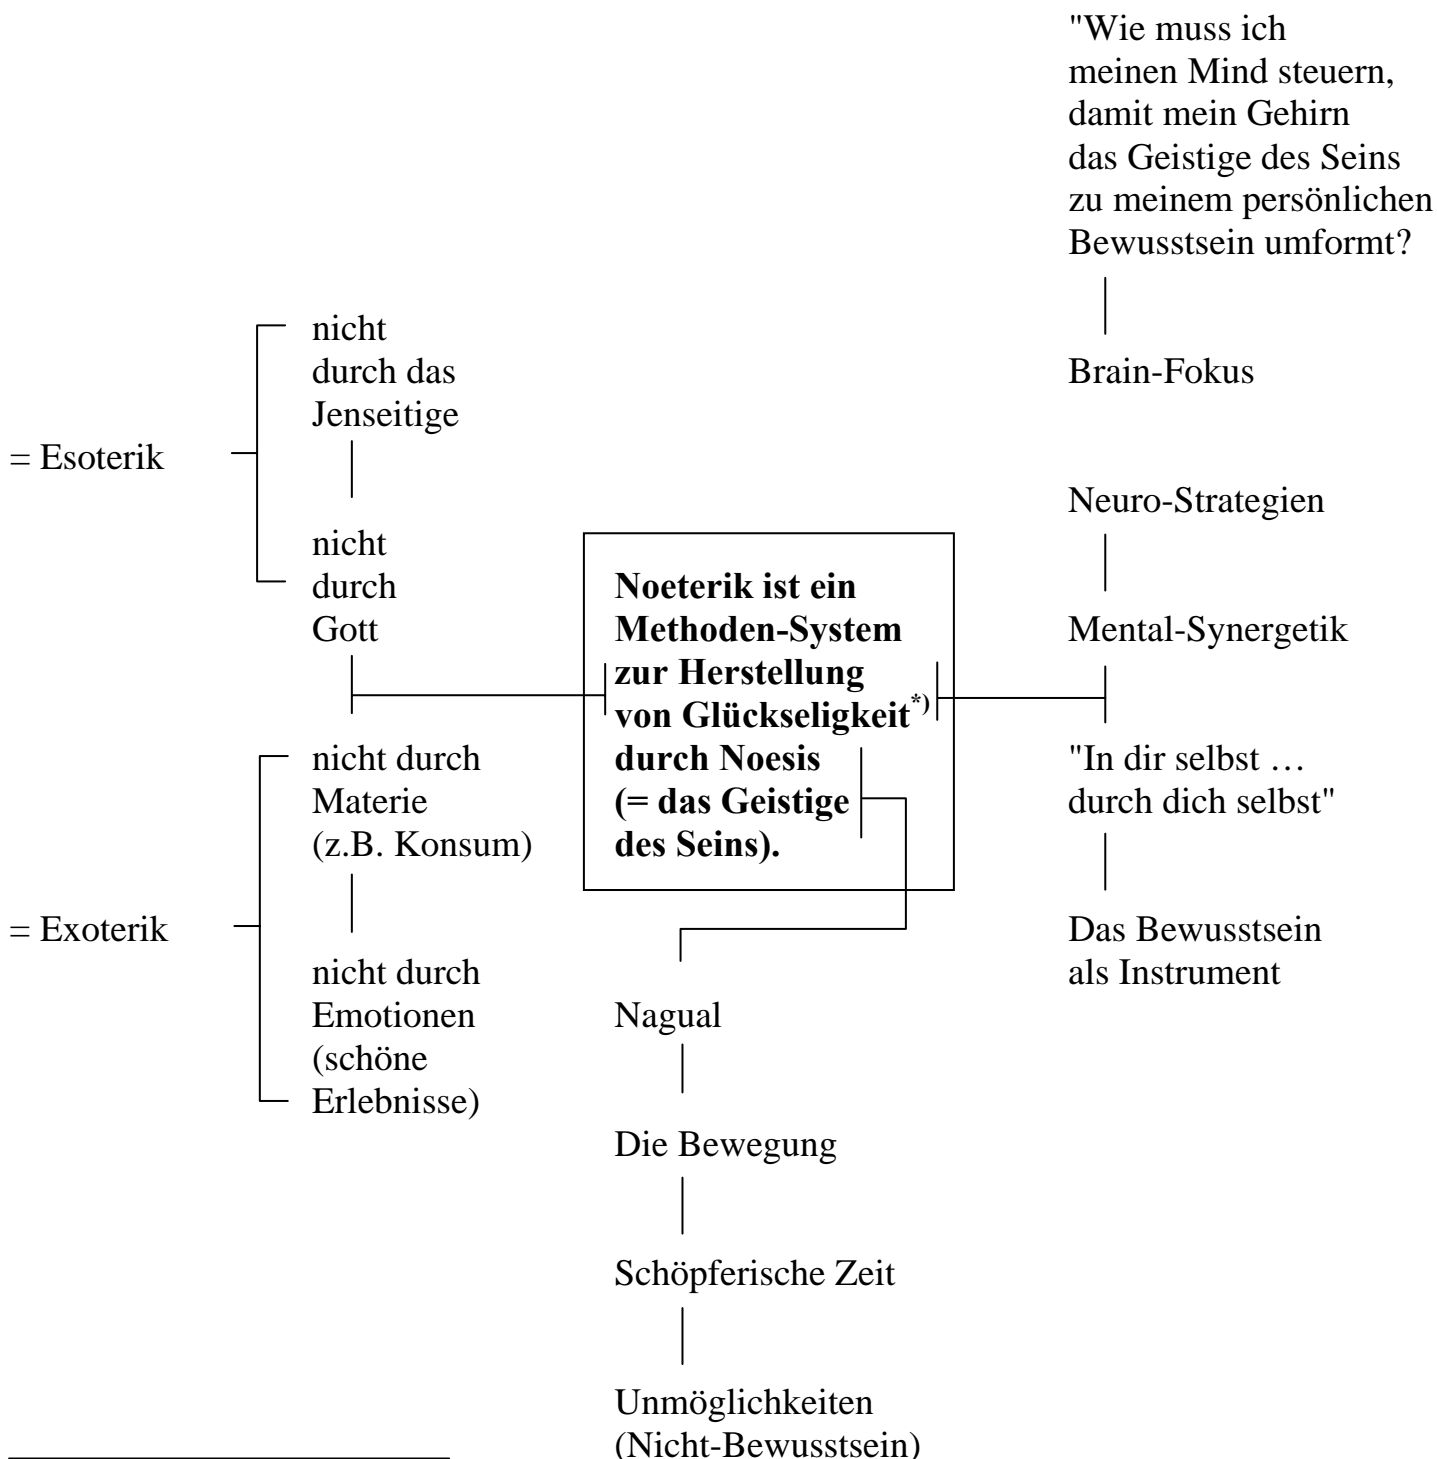 "Wie muss ich
meinen Mind steuern,
damit mein Gehirn
das Geistige des Seins
zu meinem persönlichen
Bewusstsein umformt?
Brain-Fokus
Neuro-Strategien
Mental-Synergetik
"In dir selbst …
durch dich selbst"
Das Bewusstsein
als Instrument
= Esoterik
nicht
durch das
Jenseitige
nicht
durch
Gott
= Exoterik
nicht durch
Materie
(z.B. Konsum)
nicht durch
Emotionen
(schöne
Erlebnisse)
Noeterik ist ein
Methoden-System
zur Herstellung
von Glückseligkeit*)
durch Noesis
(= das Geistige
des Seins).
Nagual
Die Bewegung
Schöpferische Zeit
Unmöglichkeiten
(Nicht-Bewusstsein)